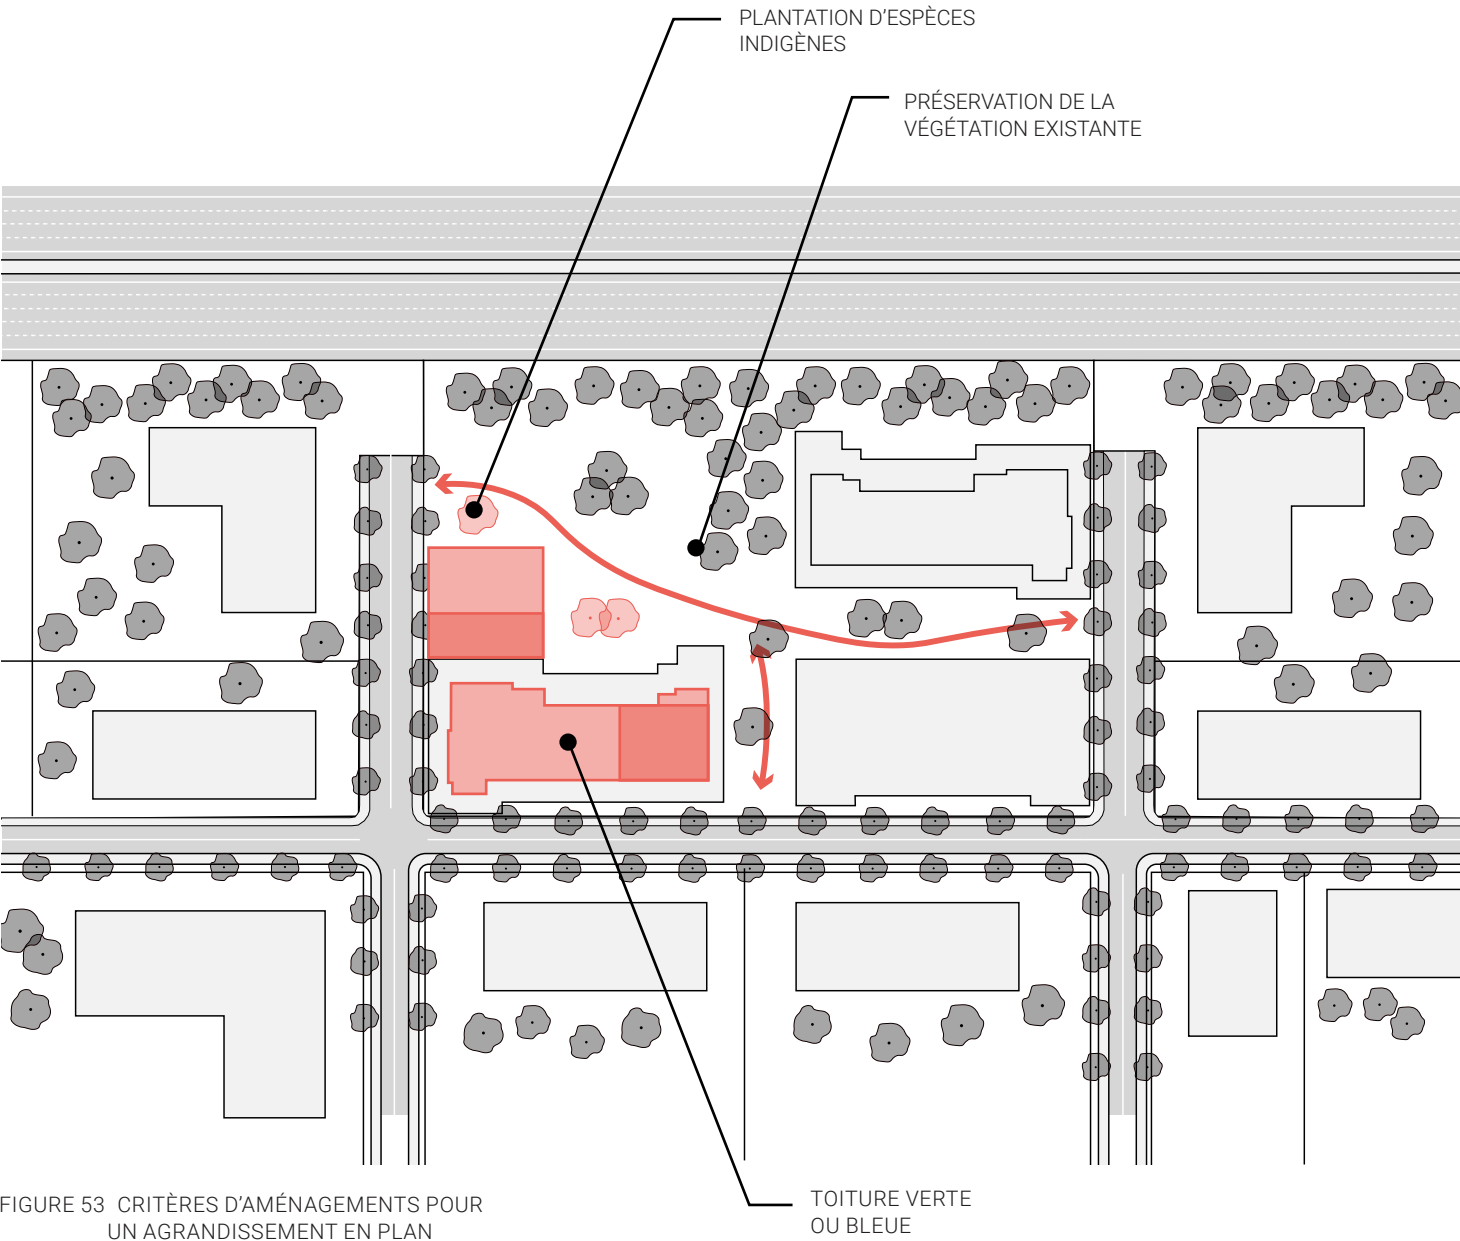 PLANTATION D’ESPÈCES
INDIGÈNES
PRÉSERVATION DE LA
VÉGÉTATION EXISTANTE
FIGURE 53 CRITÈRES D’AMÉNAGEMENTS POUR
UN AGRANDISSEMENT EN PLAN
TOITURE VERTE
OU BLEUE